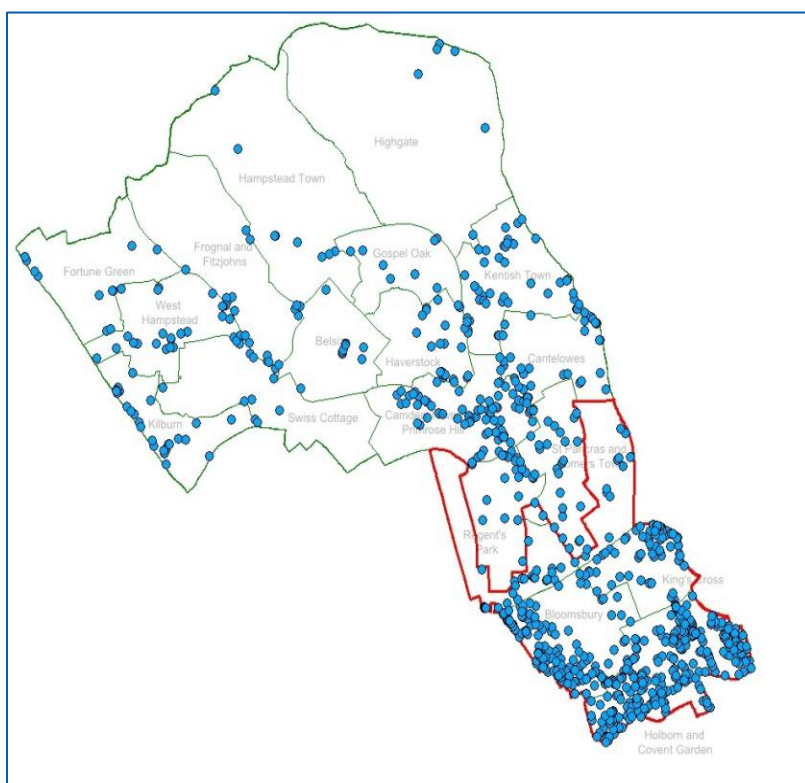 Highgate
Hampstead Town
Frognal and
Fitzjohns
Gospel Oak
Fortune Green
Kentish Town
West
Hampstead
Cantelowes
Haverstock
Primrose Hill
Swiss Cottage
Kilburn
St Pancras and
Town
Regent's
Park
King's Cross
Bloomsbury
Holborn and
Covent Garden